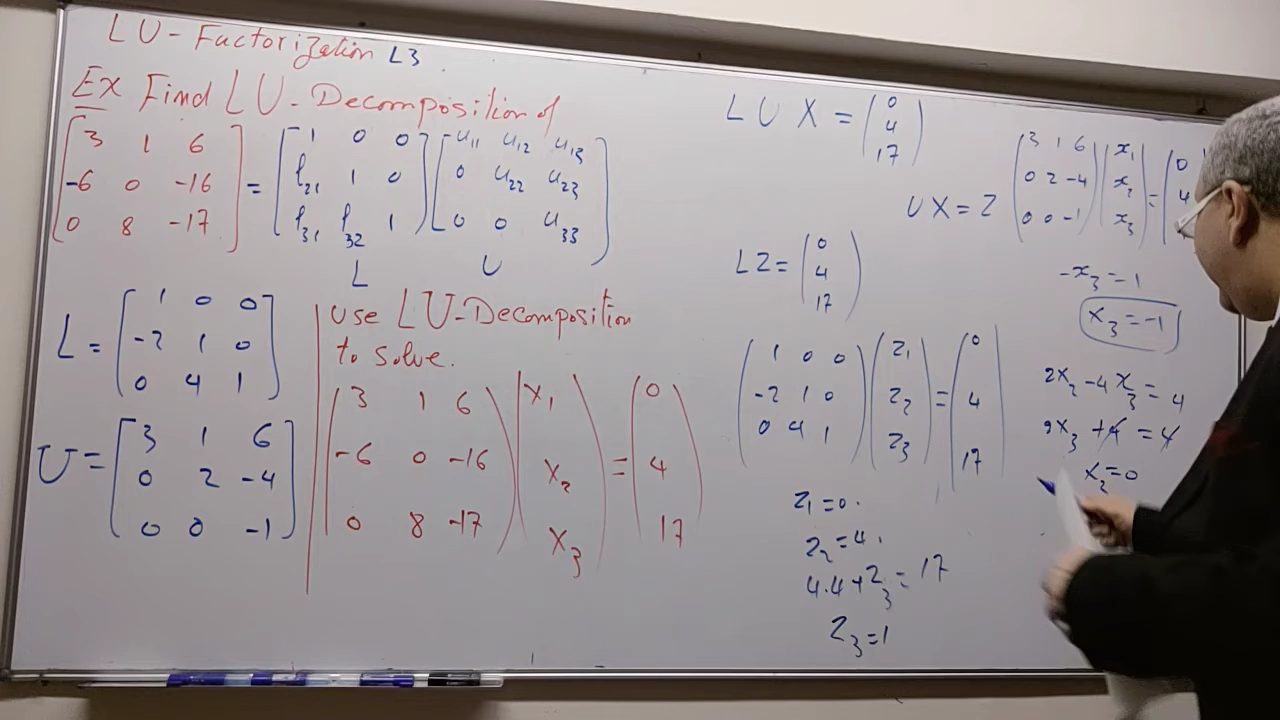 LU-Factorization L3
Ex Find LU-Decomposition of
[3 1 6] = [1 0 0] [u11 u12 u13]
[-6 0 -16] [l21 1 0] [0 u22 u23]
[0 8 -17] [l31 l32 1] [0 0 u33]
L U
L = [1 0 0]
[-2 1 0]
[0 4 1]
U = [3 1 6]
[0 2 -4]
[0 0 -1]
Use LU-Decomposition
to solve.
(3 1 6) (x1) = (0)
(-6 0 -16) (x2) (4)
(0 8 -17) (x3) (17)
L U X = (0)
(4)
(17)
LZ = (0)
(4)
(17)
(1 0 0) (z1) = (0)
(-2 1 0) (z2) (4)
(0 4 1) (z3) (17)
z1 = 0.
z2 = 4.
4.4 + z3 = 17
z3 = 1
UX = Z
(3 1 6) (x1) = (0)
(0 2 -4) (x2) (4)
(0 0 -1) (x3)
-x3 = 1
x3 = -1
2x2 - 4x3 = 4
x3 + 4 = 4
x2 = 0